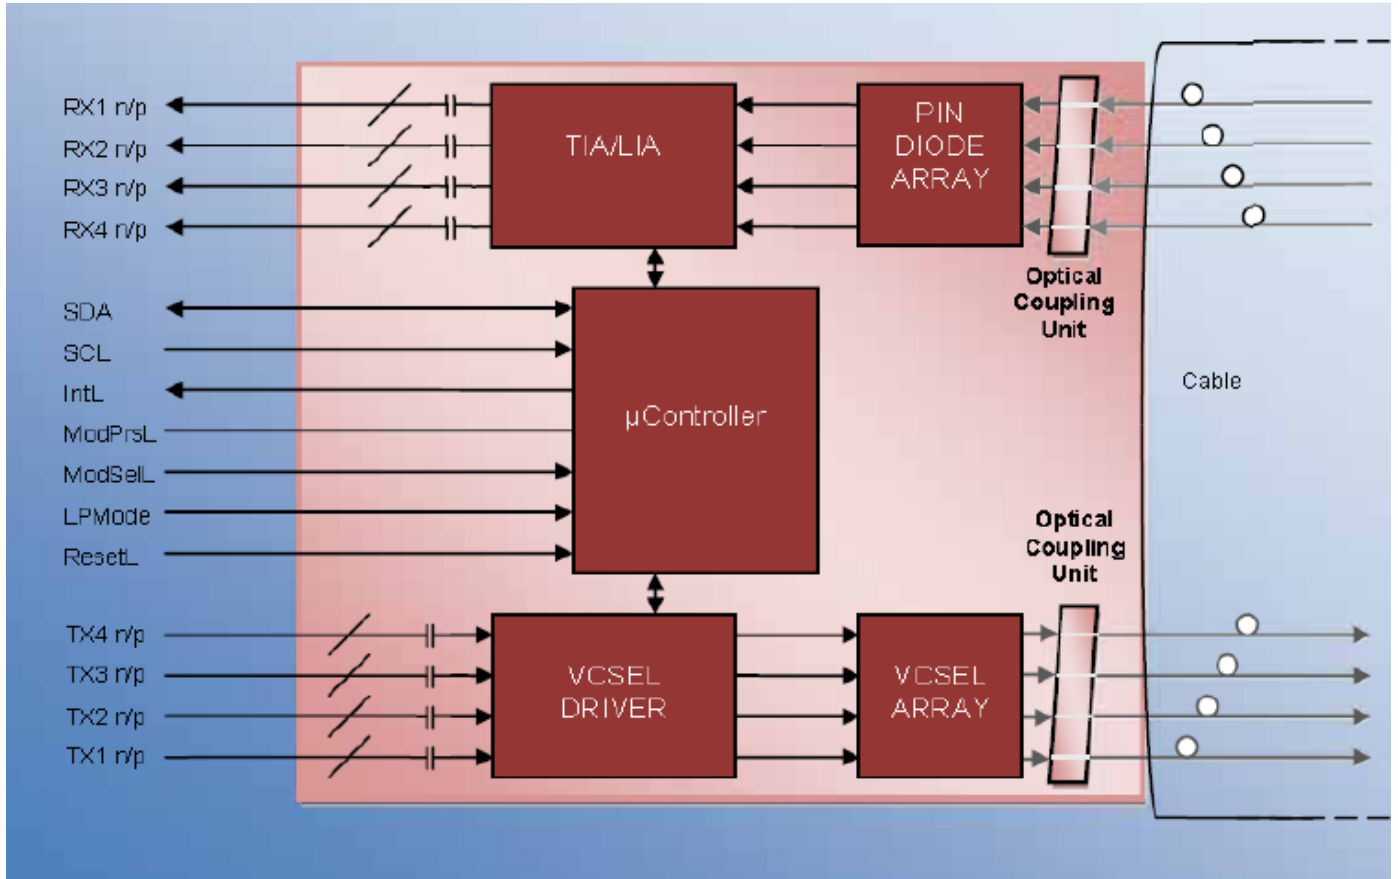 RX1 n/p
RX2 n/p
RX3 n/p
RX4 n/p
TIA/LIA
PIN
DIODE
ARRAY
Optical
Coupling
Unit
SDA
SCL
IntL
ModPrsL
ModSelL
LPMode
ResetL
µController
Cable
Optical
Coupling
Unit
TX4 n/p
TX3 n/p
TX2 n/p
TX1 n/p
VCSEL
DRIVER
VCSEL
ARRAY